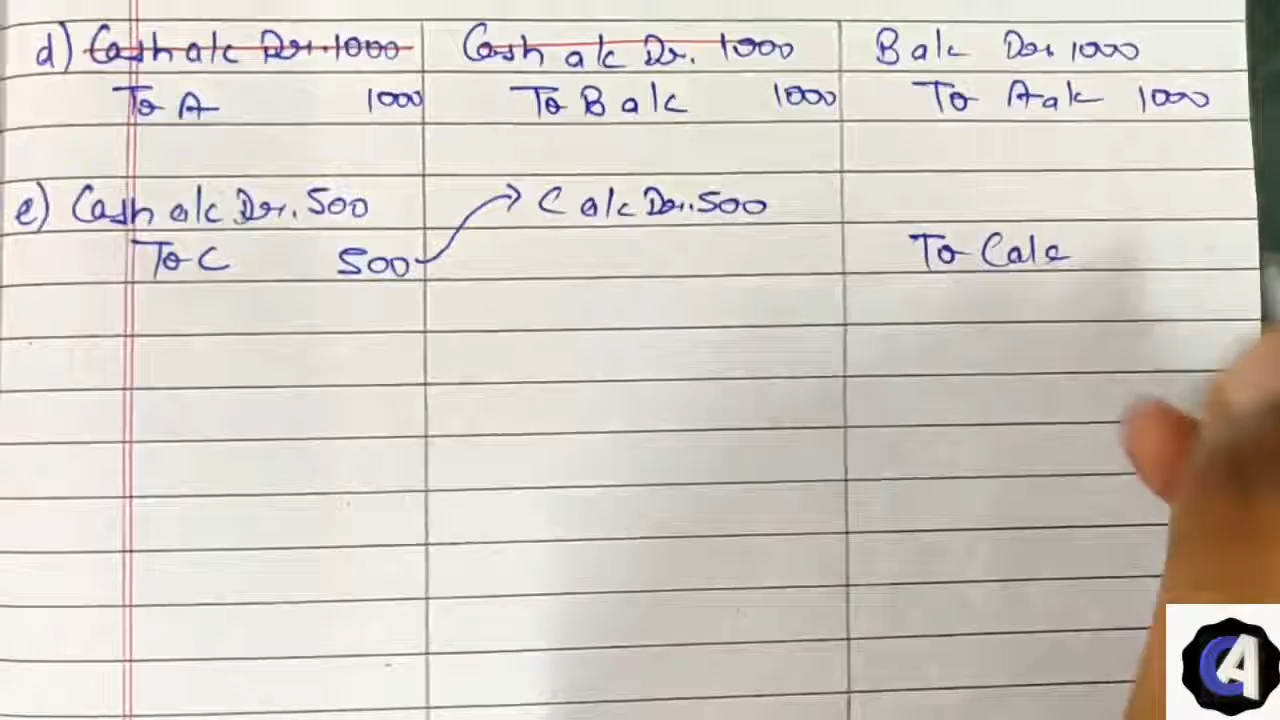 d) Cash a/c Dr. 1000 Cash a/c Dr. 1000 B a/c Dr. 1000
To A 1000 To B a/c 1000 To A a/c 1000
e) Cash a/c Dr. 500 C a/c Dr. 500
To C 500 To C a/c
CA